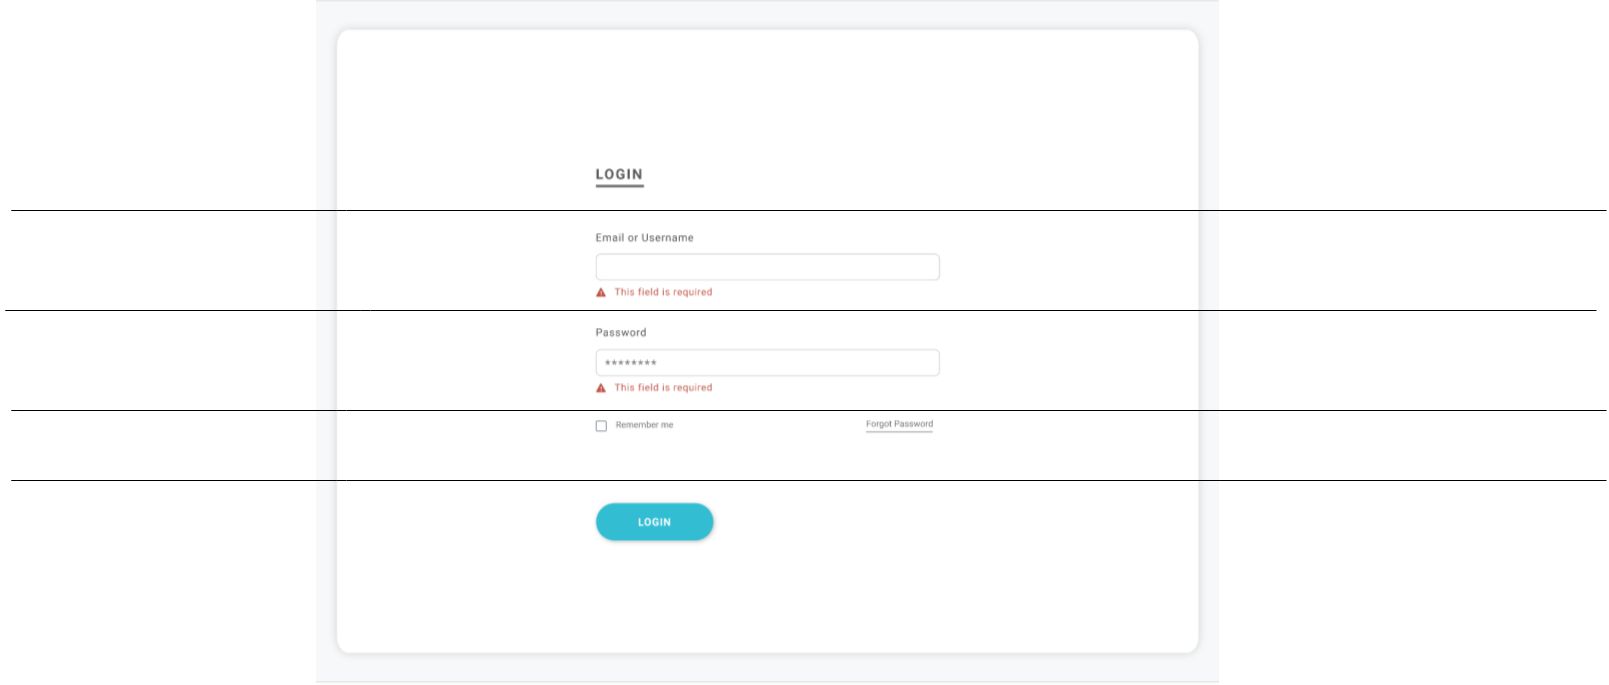 LOGIN
Email or Username
This field is required
Password
********
This field is required
Remember me Forgot Password
LOGIN